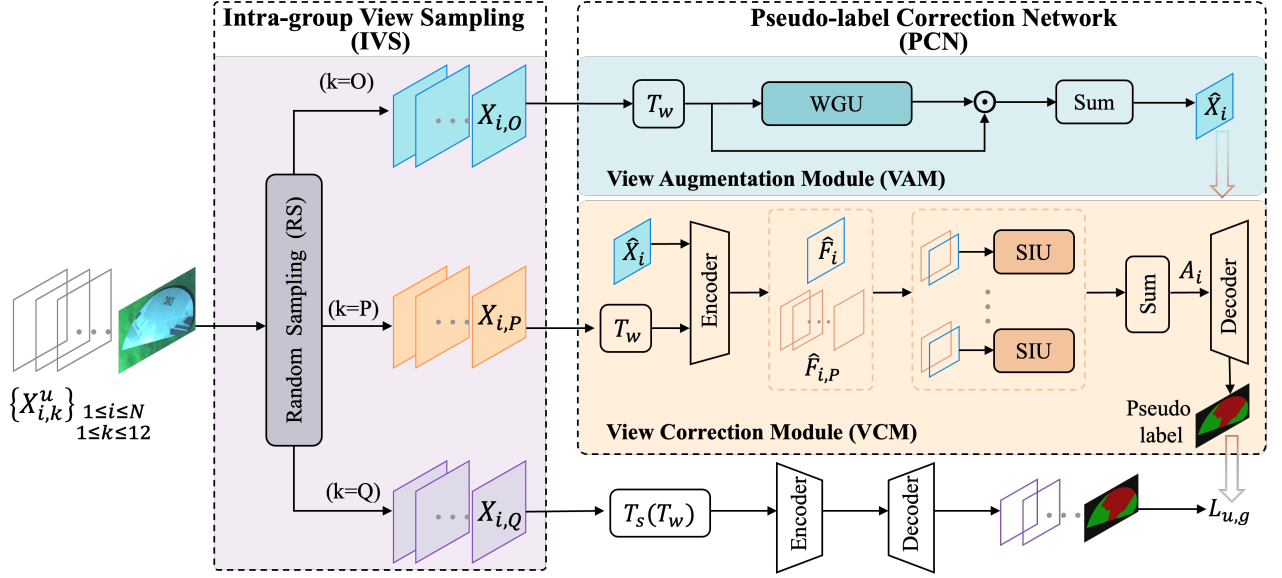 Intra-group View Sampling
(IVS)
Pseudo-label Correction Network
(PCN)
(k=O)
X_{i,O}
T_w
WGU
Sum
X̂_i
View Augmentation Module (VAM)
Random Sampling (RS)
{X^u_{i,k}} 1≤i≤N
1≤k≤12
(k=P)
X_{i,P}
X̂_i
T_w
Encoder
F̂_i
F̂_{i,P}
SIU
SIU
Sum
A_i
Decoder
Pseudo
label
View Correction Module (VCM)
(k=Q)
X_{i,Q}
T_s(T_w)
Encoder
Decoder
L_{u,g}